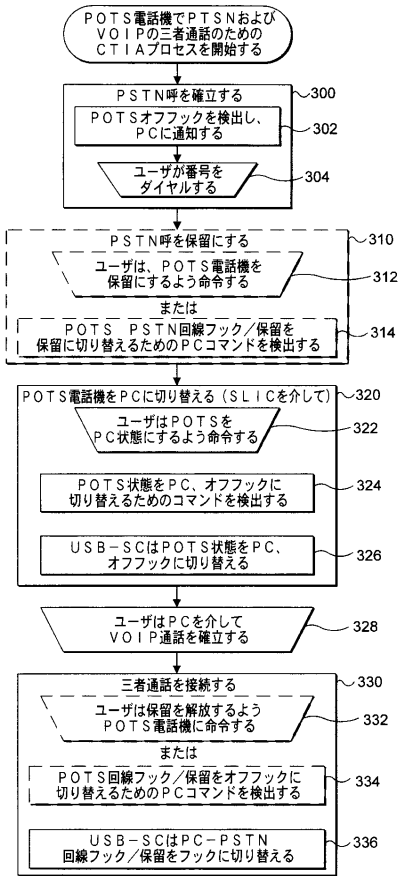 POTS電話機でPTSNおよび
VOIPの三者通話のための
CTIAプロセスを開始する
PSTN呼を確立する
300
POTSオフフックを検出し、
PCに通知する
302
ユーザが番号を
ダイヤルする
304
PSTN呼を保留にする
310
ユーザは、POTS電話機を
保留にするよう命令する
312
または
POTS PSTN回線フック/保留を
保留に切り替えるためのPCコマンドを検出する
314
POTS電話機をPCに切り替える(SLICを介して)
320
ユーザはPOTSを
PC状態にするよう命令する
322
POTS状態をPC、オフフックに
切り替えるためのコマンドを検出する
324
USB-SCはPOTS状態をPC、
オフフックに切り替える
326
ユーザはPCを介して
VOIP通話を確立する
328
三者通話を接続する
330
ユーザは保留を解放するよう
POTS電話機に命令する
332
または
POTS回線フック/保留をオフフックに
切り替えるためのPCコマンドを検出する
334
USB-SCはPC-PSTN
回線フック/保留をフックに切り替える
336